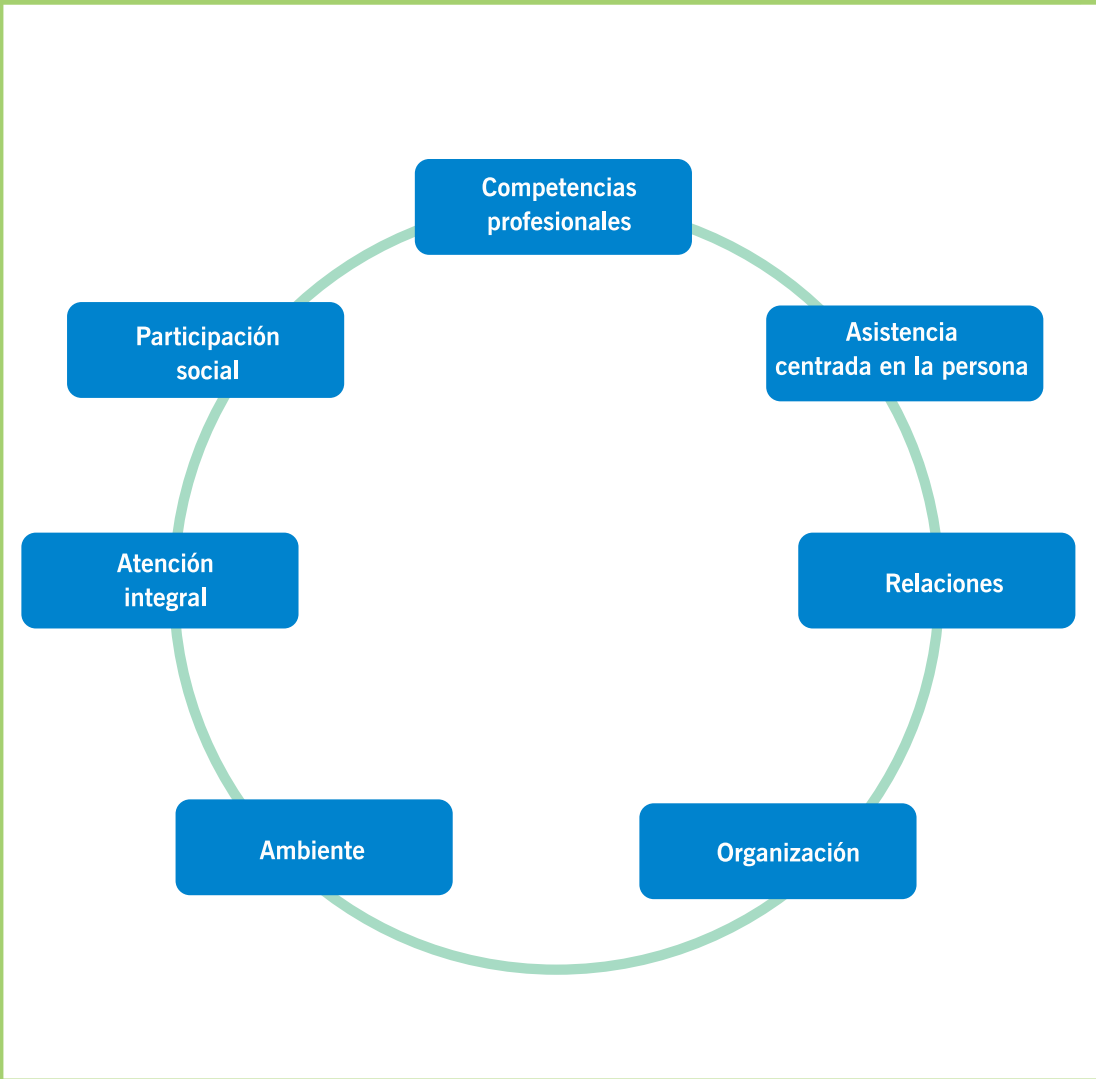 Competencias
profesionales
Participación
social
Asistencia
centrada en la persona
Atención
integral
Relaciones
Ambiente
Organización